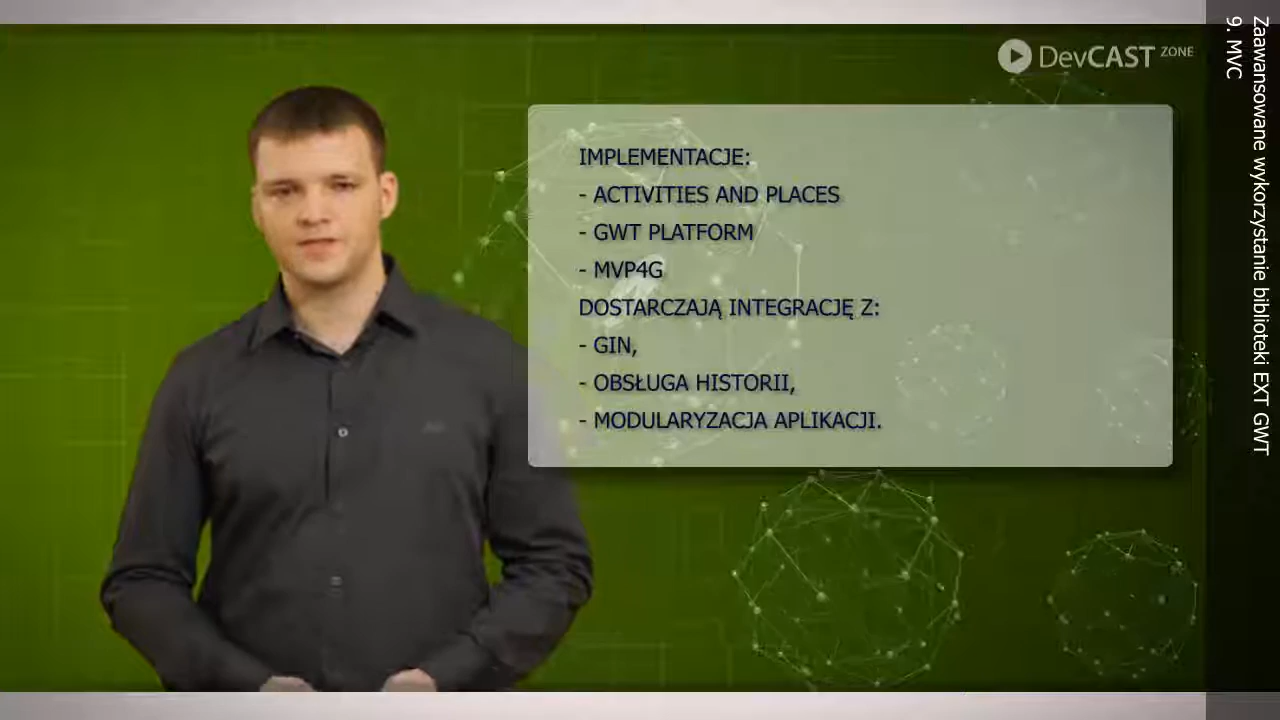 DevCAST ZONE
IMPLEMENTACJE:
- ACTIVITIES AND PLACES
- GWT PLATFORM
- MVP4G
DOSTARCZAJĄ INTEGRACJĘ Z:
- GIN,
- OBSŁUGA HISTORII,
- MODULARYZACJA APLIKACJI.
Zaawansowane wykorzystanie biblioteki EXT GWT
9. MVC